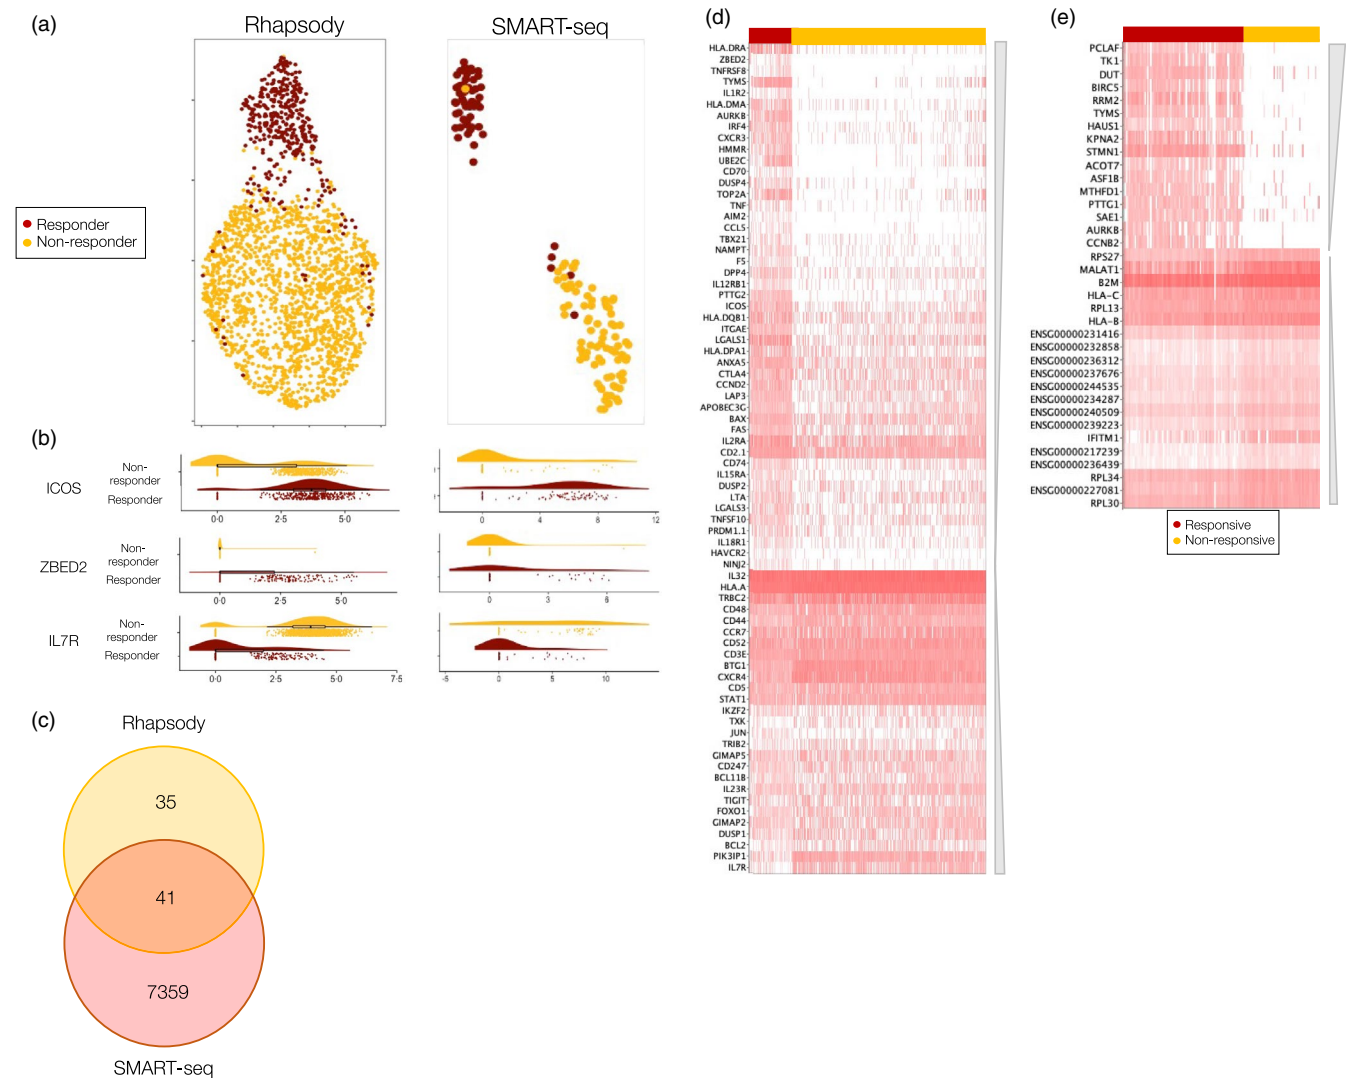 (a)
Rhapsody
SMART-seq
Responder
Non-responder
(b)
ICOS
Non-
responder
Responder
0·0
2·5
5·0
0
4
8
12
ZBED2
Non-
responder
Responder
0·0
2·5
5·0
0
3
6
IL7R
Non-
responder
Responder
0·0
2·5
5·0
7·5
-5
0
5
10
(c)
Rhapsody
35
41
7359
SMART-seq
(d)
HLA.DRA
ZBED2
TNFRSF8
TYMS
IL1R2
HLA.DMA
AURKB
IRF4
CXCR3
HMMR
UBE2C
CD70
DUSP4
TOP2A
TNF
AIM2
CCL5
TBX21
NAMPT
F5
DPP4
IL12RB1
PTTG2
ICOS
HLA.DQB1
ITGAE
LGALS1
HLA.DPA1
ANXA5
CTLA4
CCND2
LAP3
APOBEC3G
BAX
FAS
IL2RA
CD2.1
CD74
IL15RA
DUSP2
LTA
LGALS3
TNFSF10
PRDM1.1
IL18R1
HAVCR2
NINJ2
IL32
HLA.A
TRBC2
CD48
CD44
CCR7
CD52
CD3E
BTG1
CXCR4
CD5
STAT1
IKZF2
TXK
JUN
TRIB2
GIMAP5
CD247
BCL11B
IL23R
TIGIT
FOXO1
GIMAP2
DUSP1
BCL2
PIK3IP1
IL7R
(e)
PCLAF
TK1
DUT
BIRC5
RRM2
TYMS
HAUS1
KPNA2
STMN1
ACOT7
ASF1B
MTHFD1
PTTG1
SAE1
AURKB
CCNB2
RPS27
MALAT1
B2M
HLA-C
RPL13
HLA-B
ENSG00000231416
ENSG00000232858
ENSG00000236312
ENSG00000237676
ENSG00000244535
ENSG00000234287
ENSG00000240509
ENSG00000239223
IFITM1
ENSG00000217239
ENSG00000236439
RPL34
ENSG00000227081
RPL30
Responsive
Non-responsive